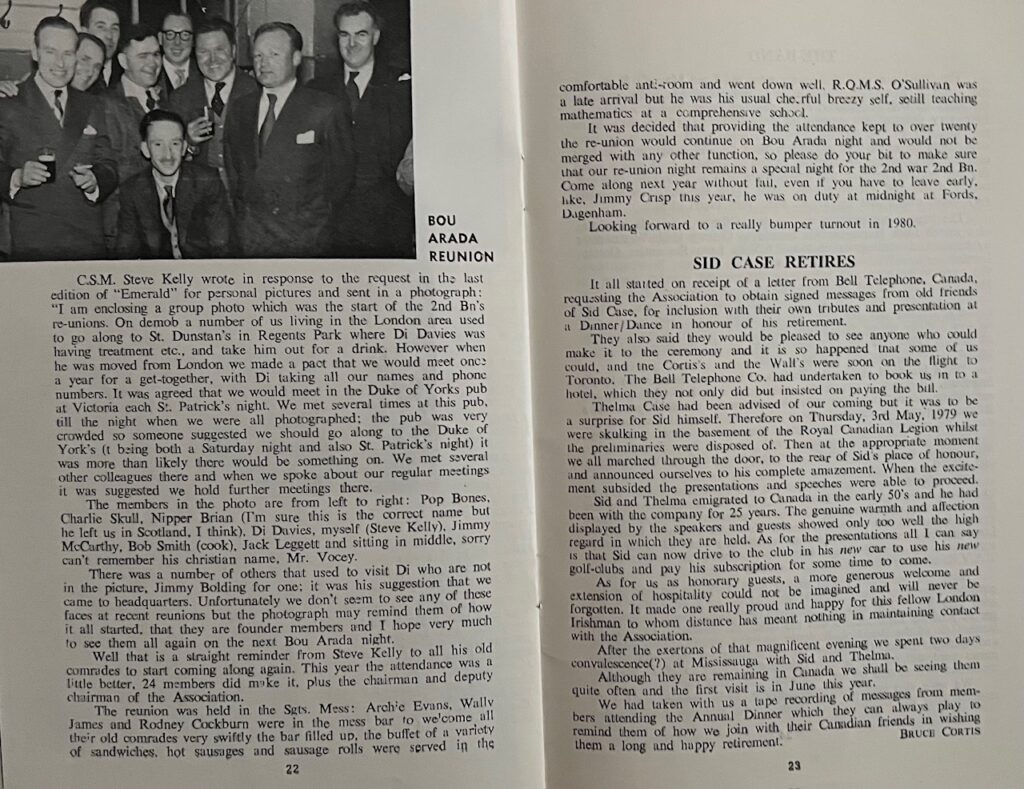 BOU
ARADA
REUNION
C.S.M. Steve Kelly wrote in response to the request in the last
edition of "Emerald" for personal pictures and sent in a photograph:
"I am enclosing a group photo which was the start of the 2nd Bn's
re-unions. On demob a number of us living in the London area used
to go along to St. Dunstan's in Regents Park where Di Davies was
having treatment etc., and take him out for a drink. However when
he was moved from London we made a pact that we would meet once
a year for a get-together, with Di taking all our names and phone
numbers. It was agreed that we would meet in the Duke of Yorks pub
at Victoria each St. Patrick's night. We met several times at this pub,
till the night when we were all photographed; the pub was very
crowded so someone suggested we should go along to the Duke of
York's (t being both a Saturday night and also St. Patrick's night) it
was more than likely there would be something on. We met several
other colleagues there and when we spoke about our regular meetings
it was suggested we hold further meetings there.
The members in the photo are from left to right: Pop Bones,
Charlie Skull, Nipper Brian (I'm sure this is the correct name but
he left us in Scotland, I think), Di Davies, myself (Steve Kelly), Jimmy
McCarthy, Bob Smith (cook), Jack Leggett and sitting in middle, sorry
can't remember his christian name, Mr. Vocey.
There was a number of others that used to visit Di who are not
in the picture, Jimmy Bolding for one; it was his suggestion that we
came to headquarters. Unfortunately we don't seem to see any of these
faces at recent reunions but the photograph may remind them of how
it all started, that they are founder members and I hope very much
to see them all again on the next Bou Arada night.
Well that is a straight reminder from Steve Kelly to all his old
comrades to start coming along again. This year the attendance was a
little better, 24 members did make it, plus the chairman and deputy
chairman of the Association.
The reunion was held in the Sgts. Mess: Archie Evans, Wally
James and Rodney Cockburn were in the mess bar to welcome all
their old comrades very swiftly the bar filled up, the buffet of a variety
of sandwiches, hot sausages and sausage rolls were served in the
22
comfortable anti-room and went down well. R.Q.M.S. O'Sullivan was
a late arrival but he was his usual cheerful breezy self, setill teaching
mathematics at a comprehensive school.
It was decided that providing the attendance kept to over twenty
the re-union would continue on Bou Arada night and would not be
merged with any other function, so please do your bit to make sure
that our re-union night remains a special night for the 2nd war 2nd Bn.
Come along next year without fail, even if you have to leave early,
like, Jimmy Crisp this year, he was on duty at midnight at Fords,
Dagenham.
Looking forward to a really bumper turnout in 1980.
SID CASE RETIRES
It all started on receipt of a letter from Bell Telephone, Canada,
requesting the Association to obtain signed messages from old friends
of Sid Case, for inclusion with their own tributes and presentation at
a Dinner/Dance in honour of his retirement.
They also said they would be pleased to see anyone who could
make it to the ceremony and it is so happened that some of us
could, and tne Cortis's and the Wall's were soon on the flight to
Toronto. The Bell Telephone Co. had undertaken to book us in to a
hotel, which they not only did but insisted on paying the bill.
Thelma Case had been advised of our coming but it was to be
a surprise for Sid himself. Therefore on Thursday, 3rd May, 1979 we
were skulking in the basement of the Royal Canadian Legion whilst
the preliminaries were disposed of. Then at the appropriate moment
we all marched through the door, to the rear of Sid's place of honour,
and announced ourselves to his complete amazement. When the excite-
ment subsided the presentations and speeches were able to proceed.
Sid and Thelma emigrated to Canada in the early 50's and he had
been with the company for 25 years. The genuine warmth and affection
displayed by the speakers and guests showed only too well the high
regard in which they are held. As for the presentations all I can say
is that Sid can now drive to the club in his new car to use his new
golf-clubs and pay his subscription for some time to come.
As for us as honorary guests, a more generous welcome and
extension of hospitality could not be imagined and will never be
forgotten. It made one really proud and happy for this fellow London
Irishman to whom distance has meant nothing in maintaining contact
with the Association.
After the exertons of that magnificent evening we spent two days
convalescence(?) at Mississauga with Sid and Thelma.
Although they are remaining in Canada we shall be seeing them
quite often and the first visit is in June this year.
We had taken with us a tape recording of messages from mem-
bers attending the Annual Dinner which they can always play to
remind them of how we join with their Canadian friends in wishing
them a long and happy retirement. BRUCE CORTIS
23